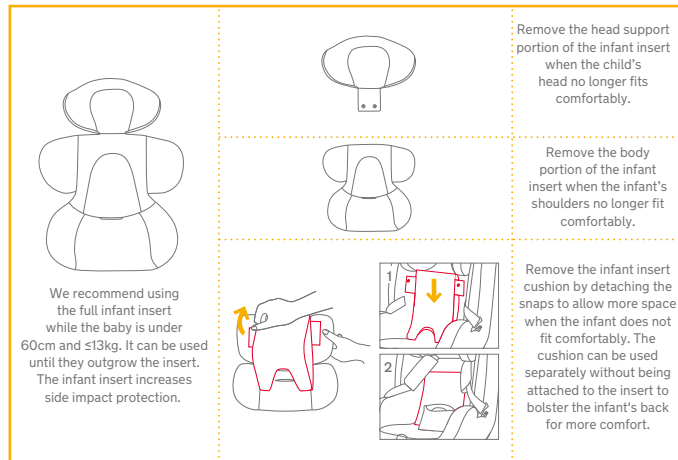 We recommend using
the full infant insert
while the baby is under
60cm and ≤13kg. It can be used
until they outgrow the insert.
The infant insert increases
side impact protection.
Remove the head support
portion of the infant insert
when the child's
head no longer fits
comfortably.
Remove the body
portion of the infant
insert when the infant's
shoulders no longer fit
comfortably.
1
2
Remove the infant insert
cushion by detaching the
snaps to allow more space
when the infant does not
fit comfortably. The
cushion can be used
separately without being
attached to the insert to
bolster the infant's back
for more comfort.